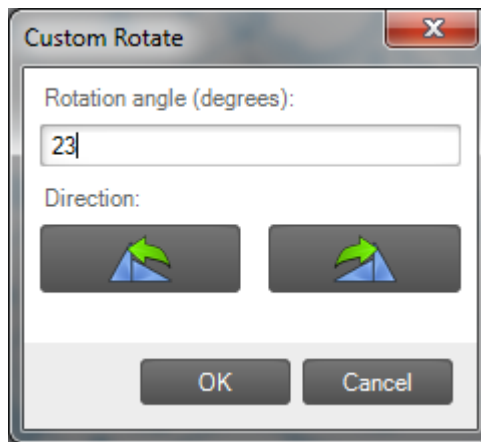 Custom Rotate
Rotation angle (degrees):
23
Direction:
OK
Cancel